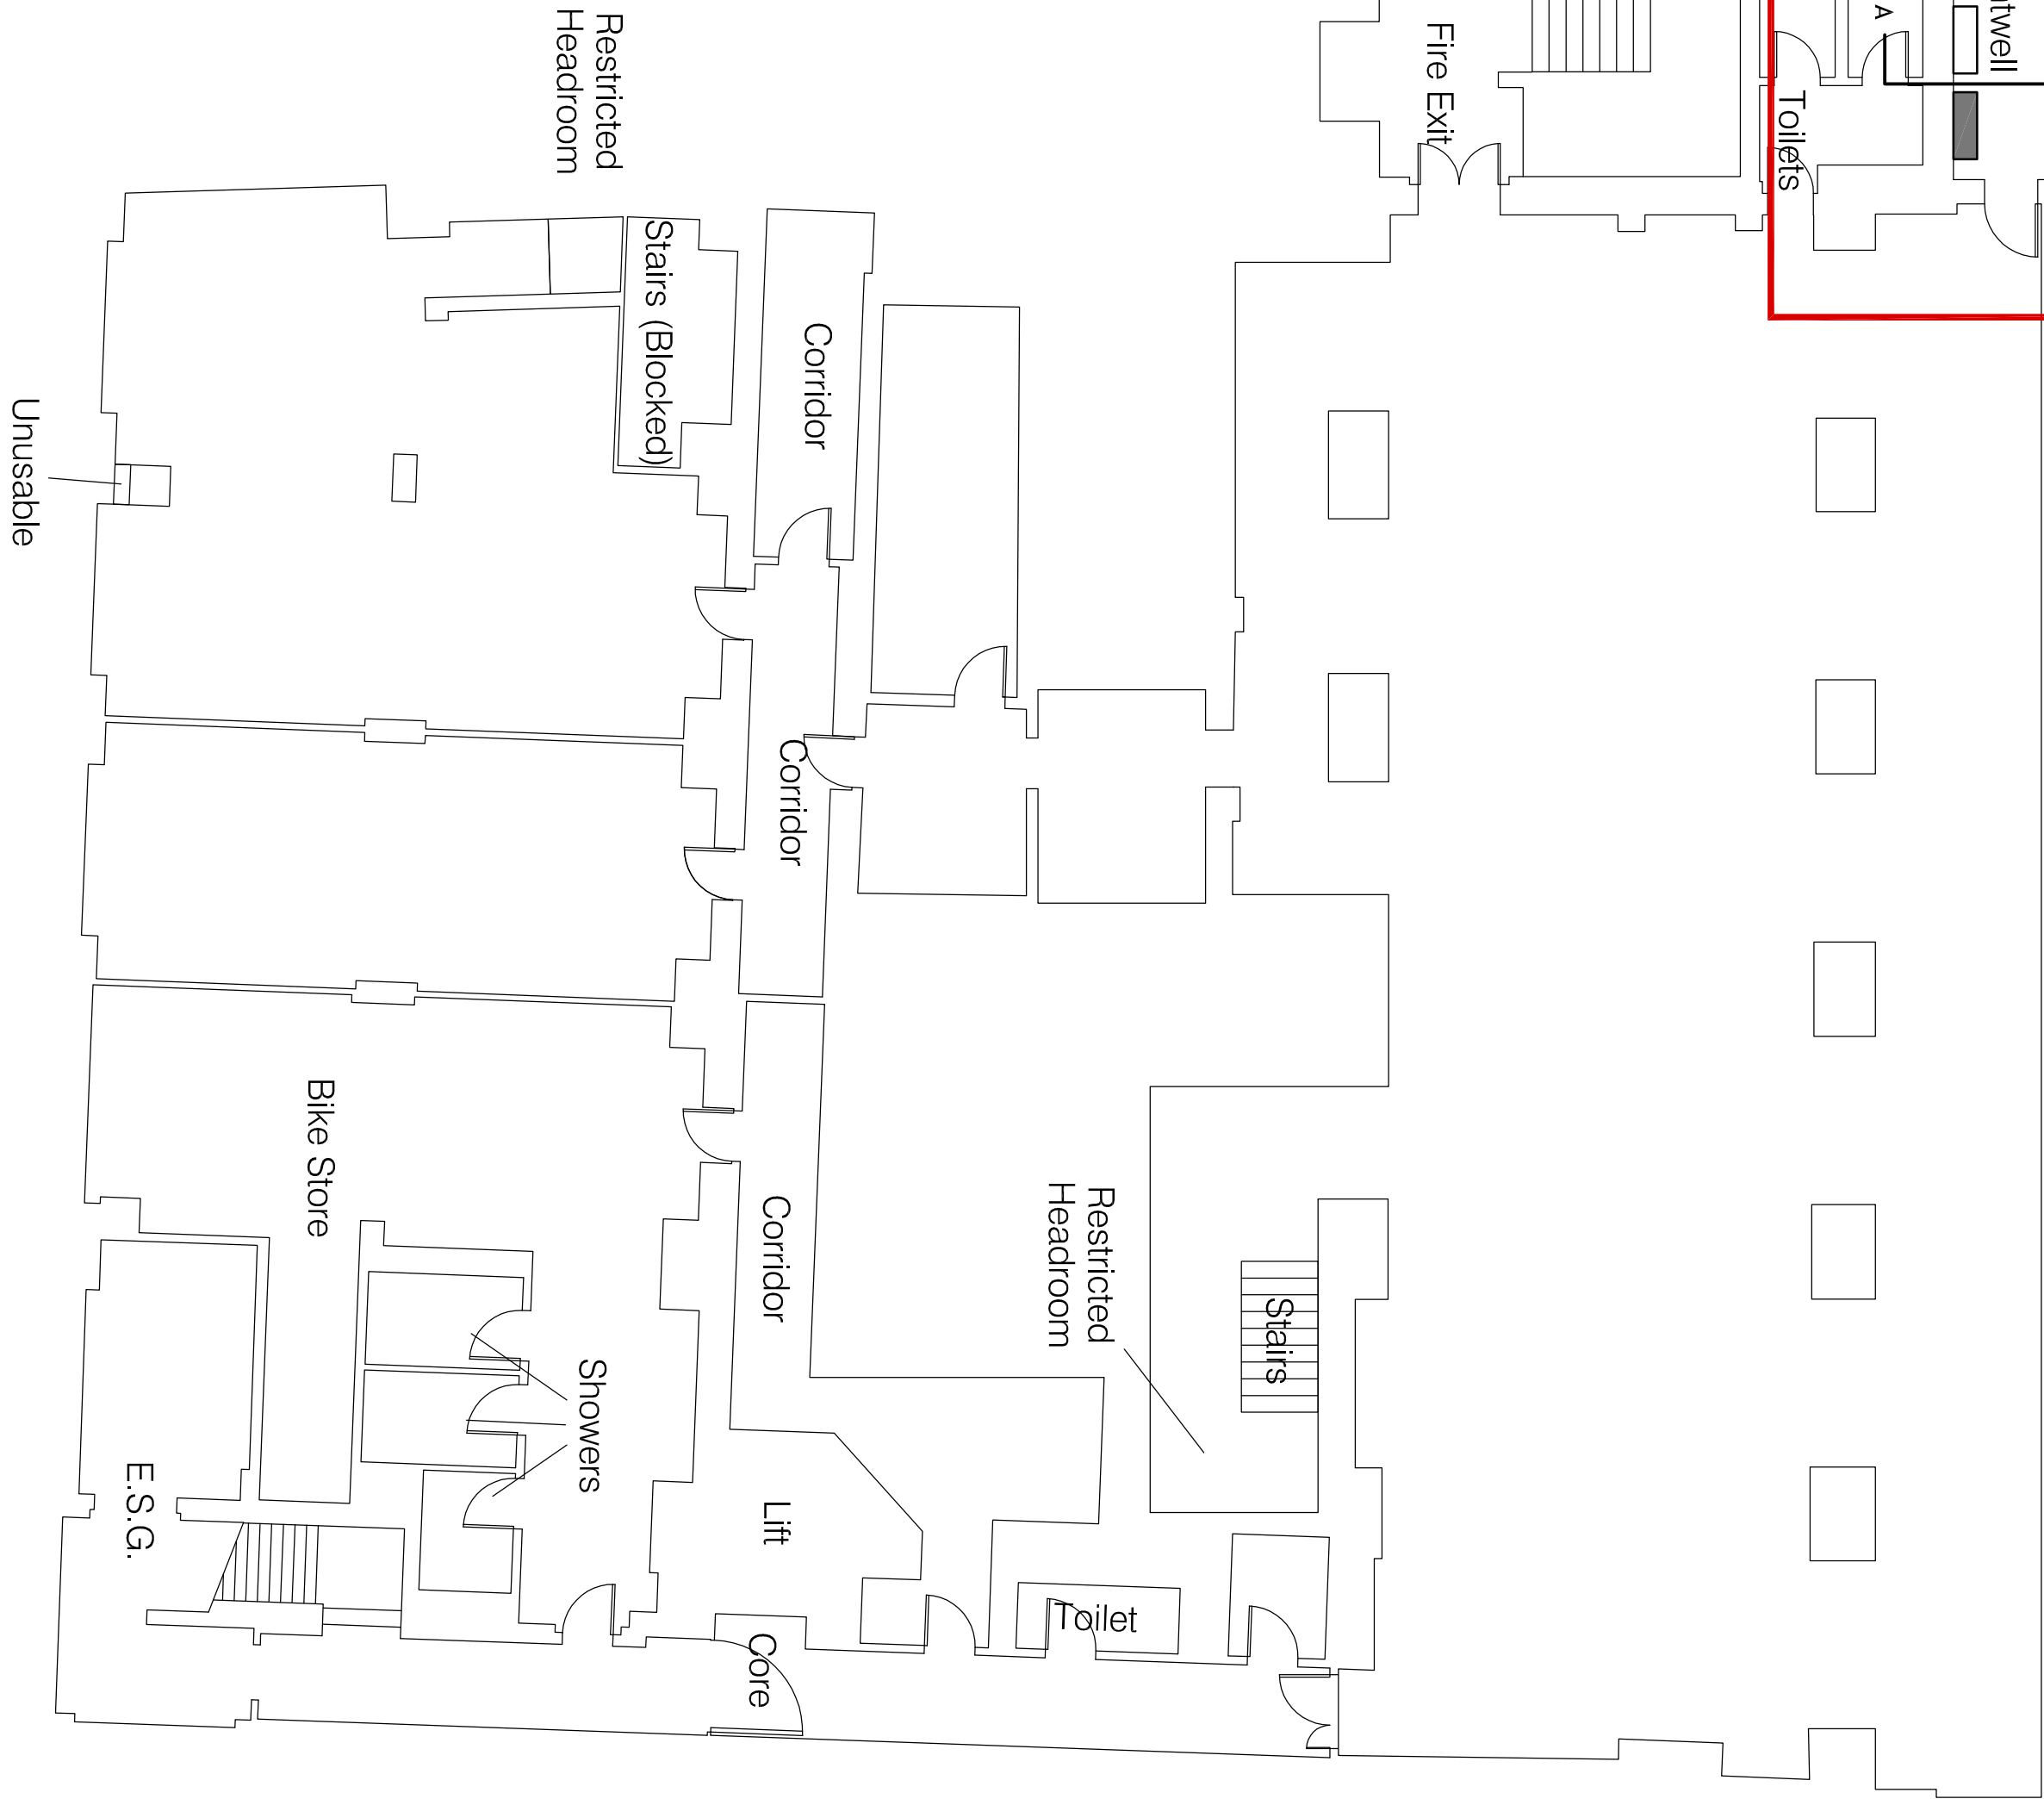 Restricted
Headroom
Fire Exit
A
Toilets
Stairs (Blocked)
Corridor
Unusable
Corridor
Bike Store
Corridor
Restricted
Headroom
Stairs
Showers
E.S.G.
Lift
Toilet
Core